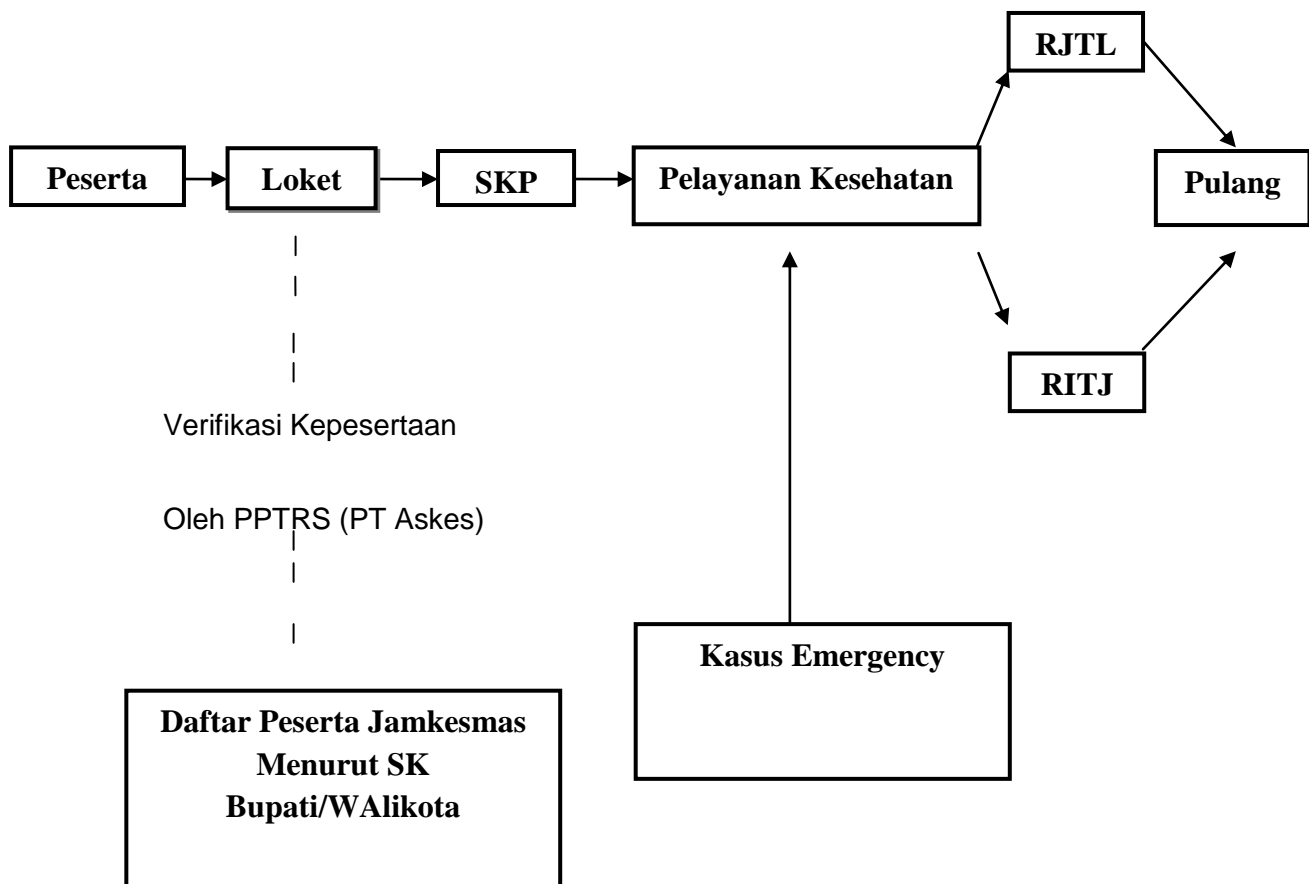 RJTL
Peserta
Loket
SKP
Pelayanan Kesehatan
Pulang
RITJ
Verifikasi Kepesertaan
Oleh PPTRS (PT Askes)
Kasus Emergency
Daftar Peserta Jamkesmas
Menurut SK
Bupati/WAlikota